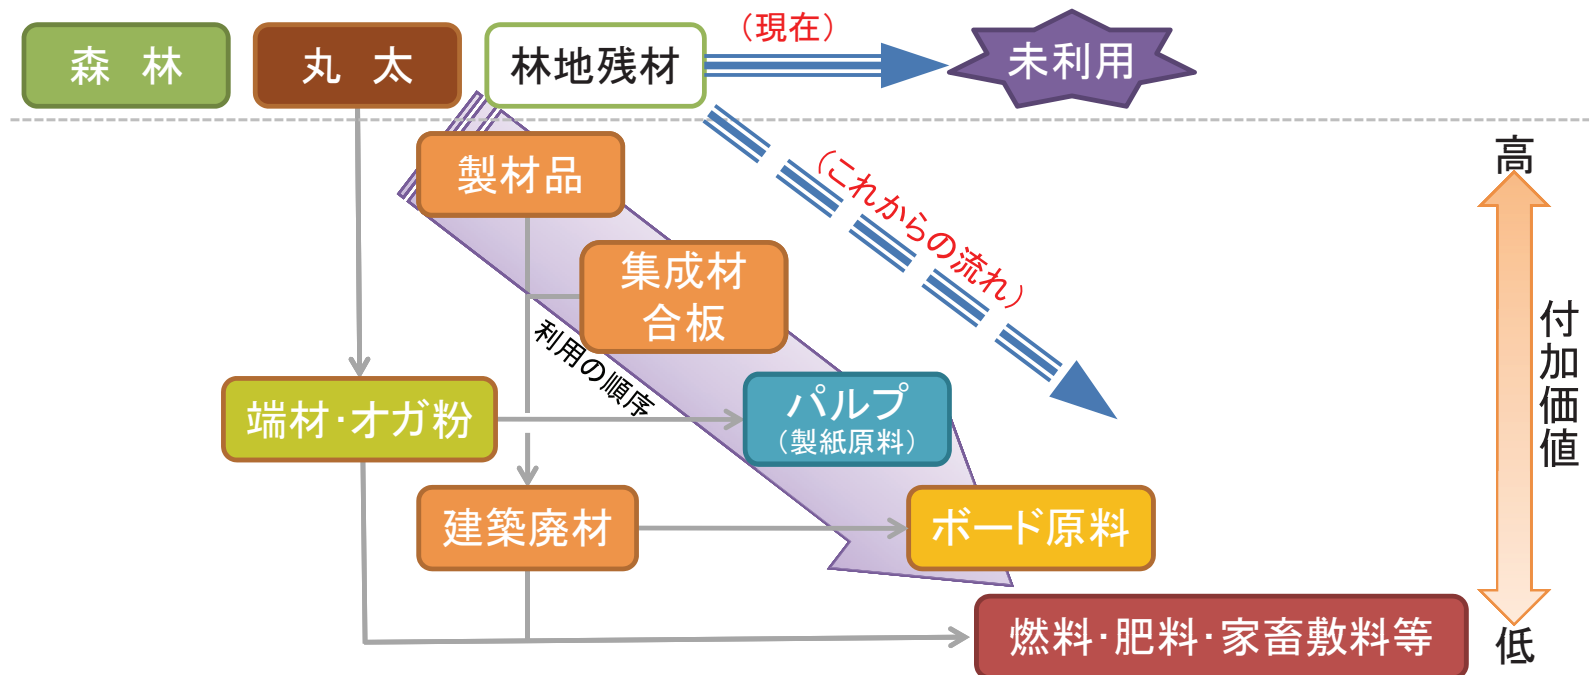 森 林
丸 太
林地残材
（現在）
未利用
高
製材品
（これからの流れ）
集成材
合板
利用の順序
付加価値
端材・オガ粉
パルプ
（製紙原料）
建築廃材
ボード原料
燃料・肥料・家畜敷料等
低